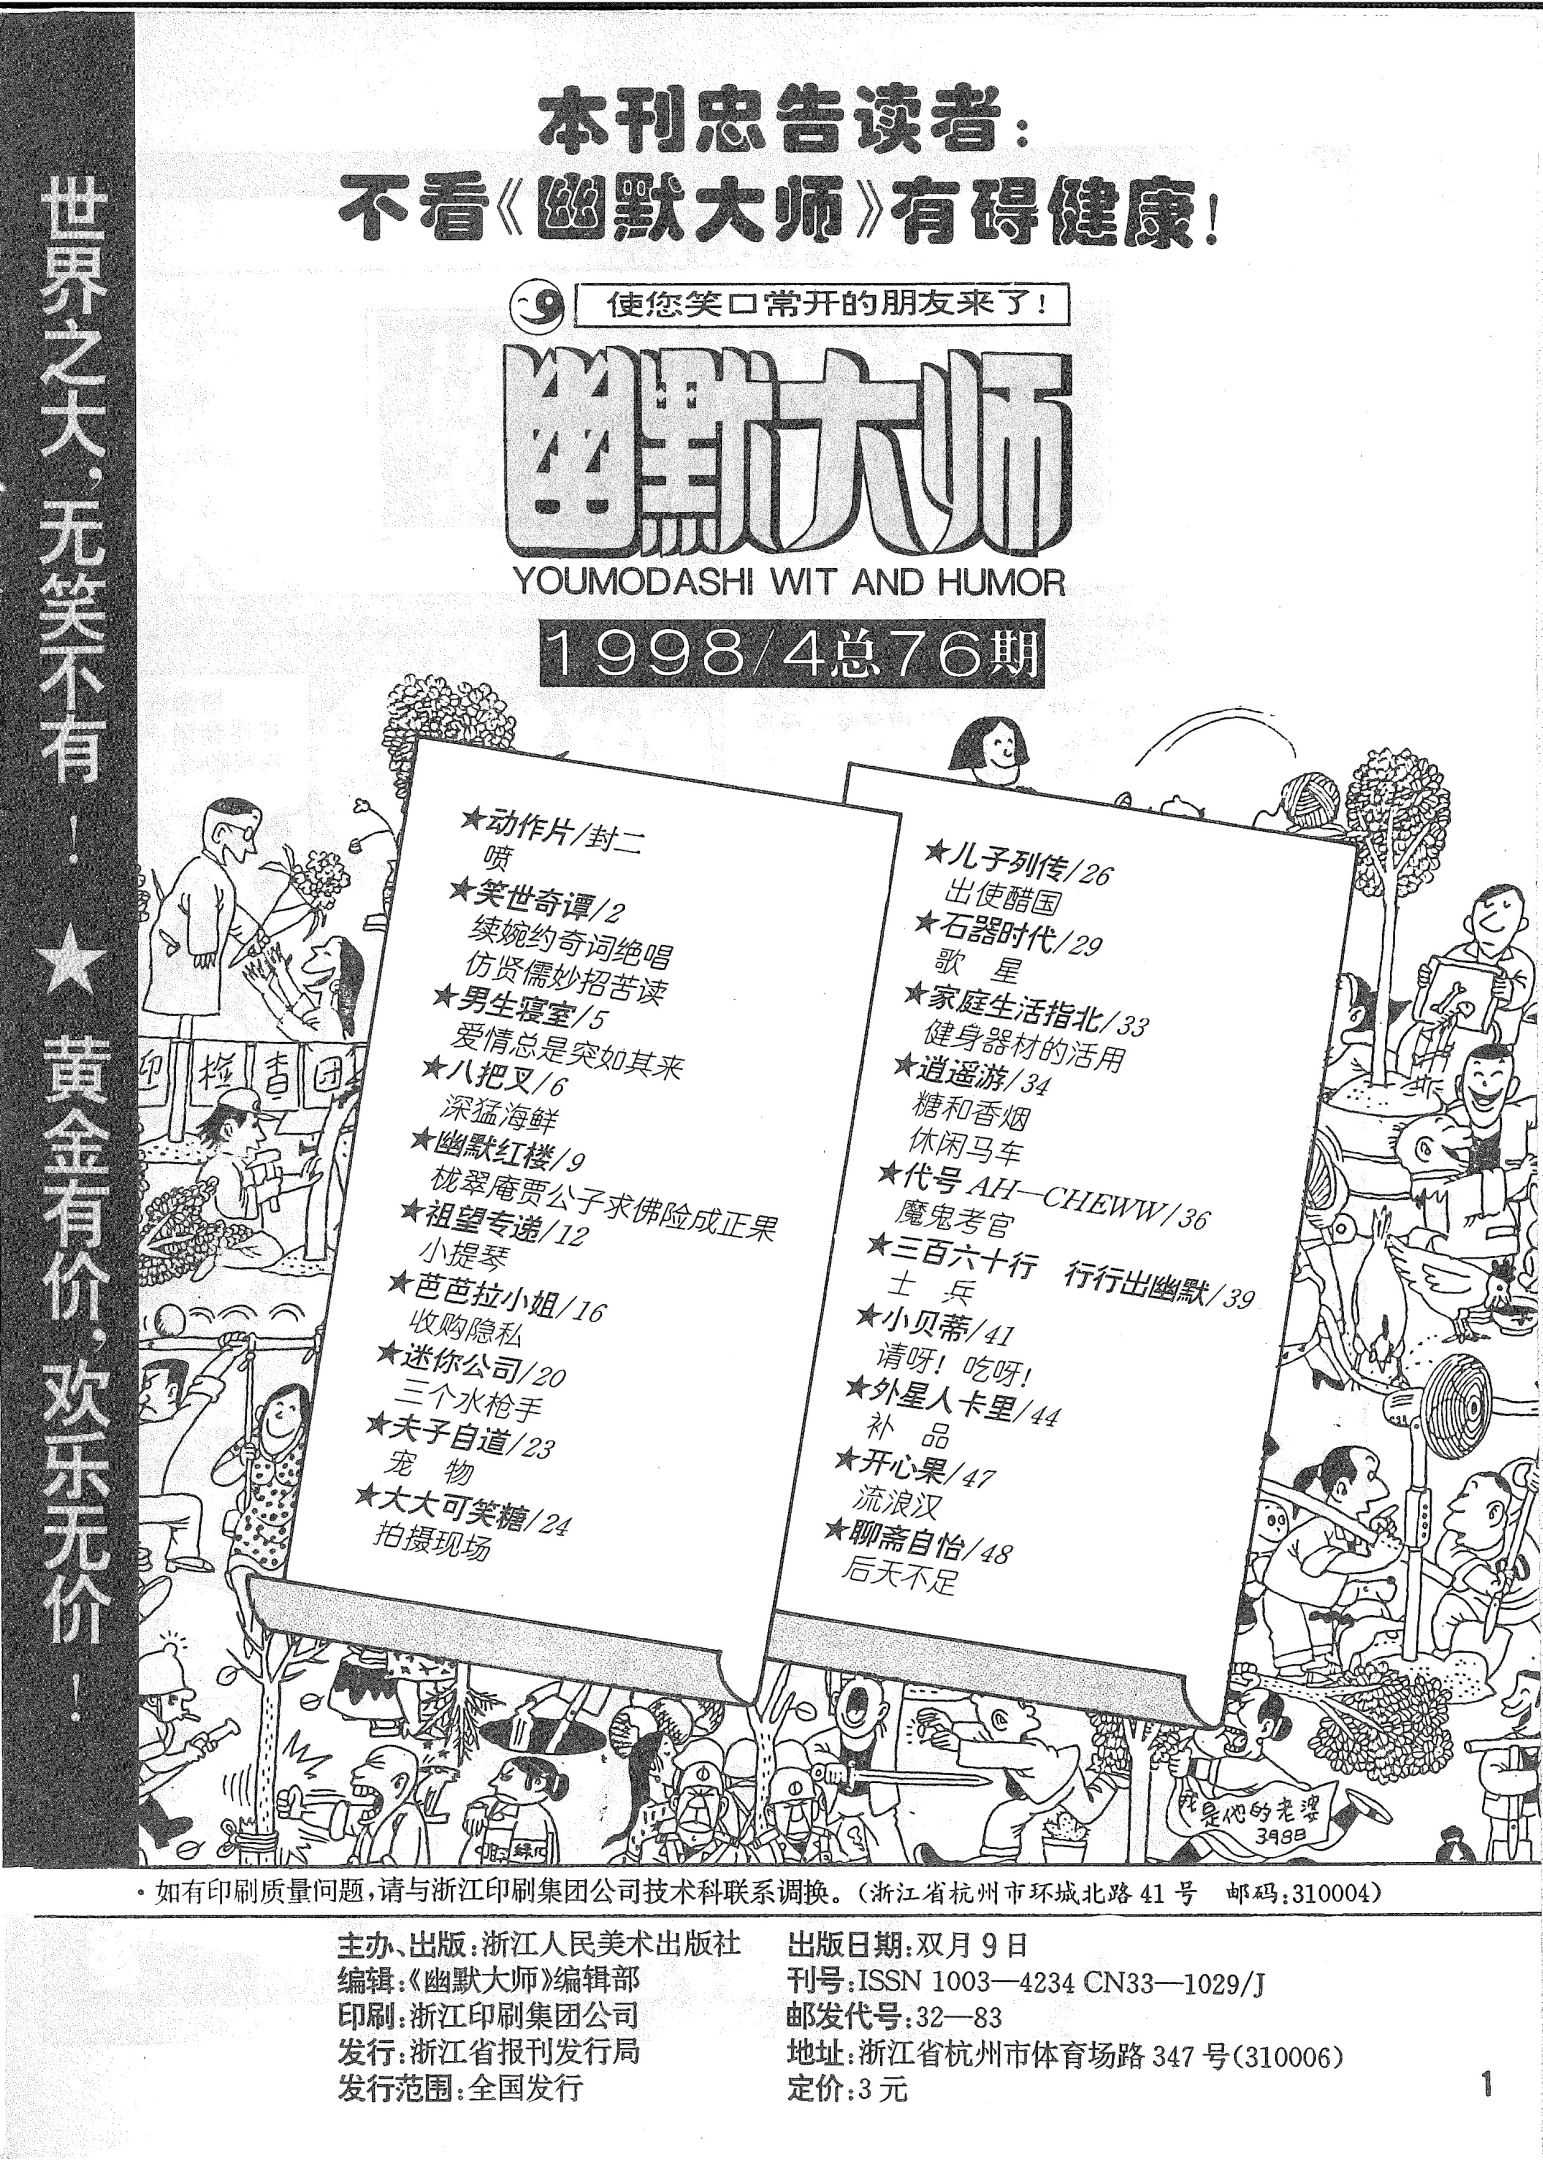 世界之大，无笑不有！★黄金有价，欢乐无价！
本刊忠告读者：
不看《幽默大师》有碍健康！
使您笑口常开的朋友来了！
幽默大师
YOUMODASHI WIT AND HUMOR
1998/4总76期
★动作片/封二
喷
★笑世奇谭/2
续婉约奇词绝唱
仿贤儒妙招苦读
★男生寝室/5
爱情总是突如其来
★八把叉/6
深猛海鲜
★幽默红楼/9
栊翠庵贾公子求佛险成正果
★祖望专递/12
小提琴
★芭芭拉小姐/16
收购隐私
★迷你公司/20
三个水枪手
★夫子自道/23
宠　物
★大大可笑糖/24
拍摄现场
★儿子列传/26
出使醋国
★石器时代/29
歌　星
★家庭生活指北/33
健身器材的活用
★逍遥游/34
糖和香烟
休闲马车
★代号 AH—CHEWW/36
魔鬼考官
★三百六十行　行行出幽默/39
士　兵
★小贝蒂/41
请呀！吃呀！
★外星人卡里/44
补　品
★开心果/47
流浪汉
★聊斋自怡/48
后天不足
迎检查团
我是他的老婆
3月8日
·如有印刷质量问题，请与浙江印刷集团公司技术科联系调换。（浙江省杭州市环城北路41号　邮码：310004）
主办、出版：浙江人民美术出版社
编辑：《幽默大师》编辑部
印刷：浙江印刷集团公司
发行：浙江省报刊发行局
发行范围：全国发行
出版日期：双月9日
刊号：ISSN 1003—4234 CN33—1029/J
邮发代号：32—83
地址：浙江省杭州市体育场路347号（310006）
定价：3元
1